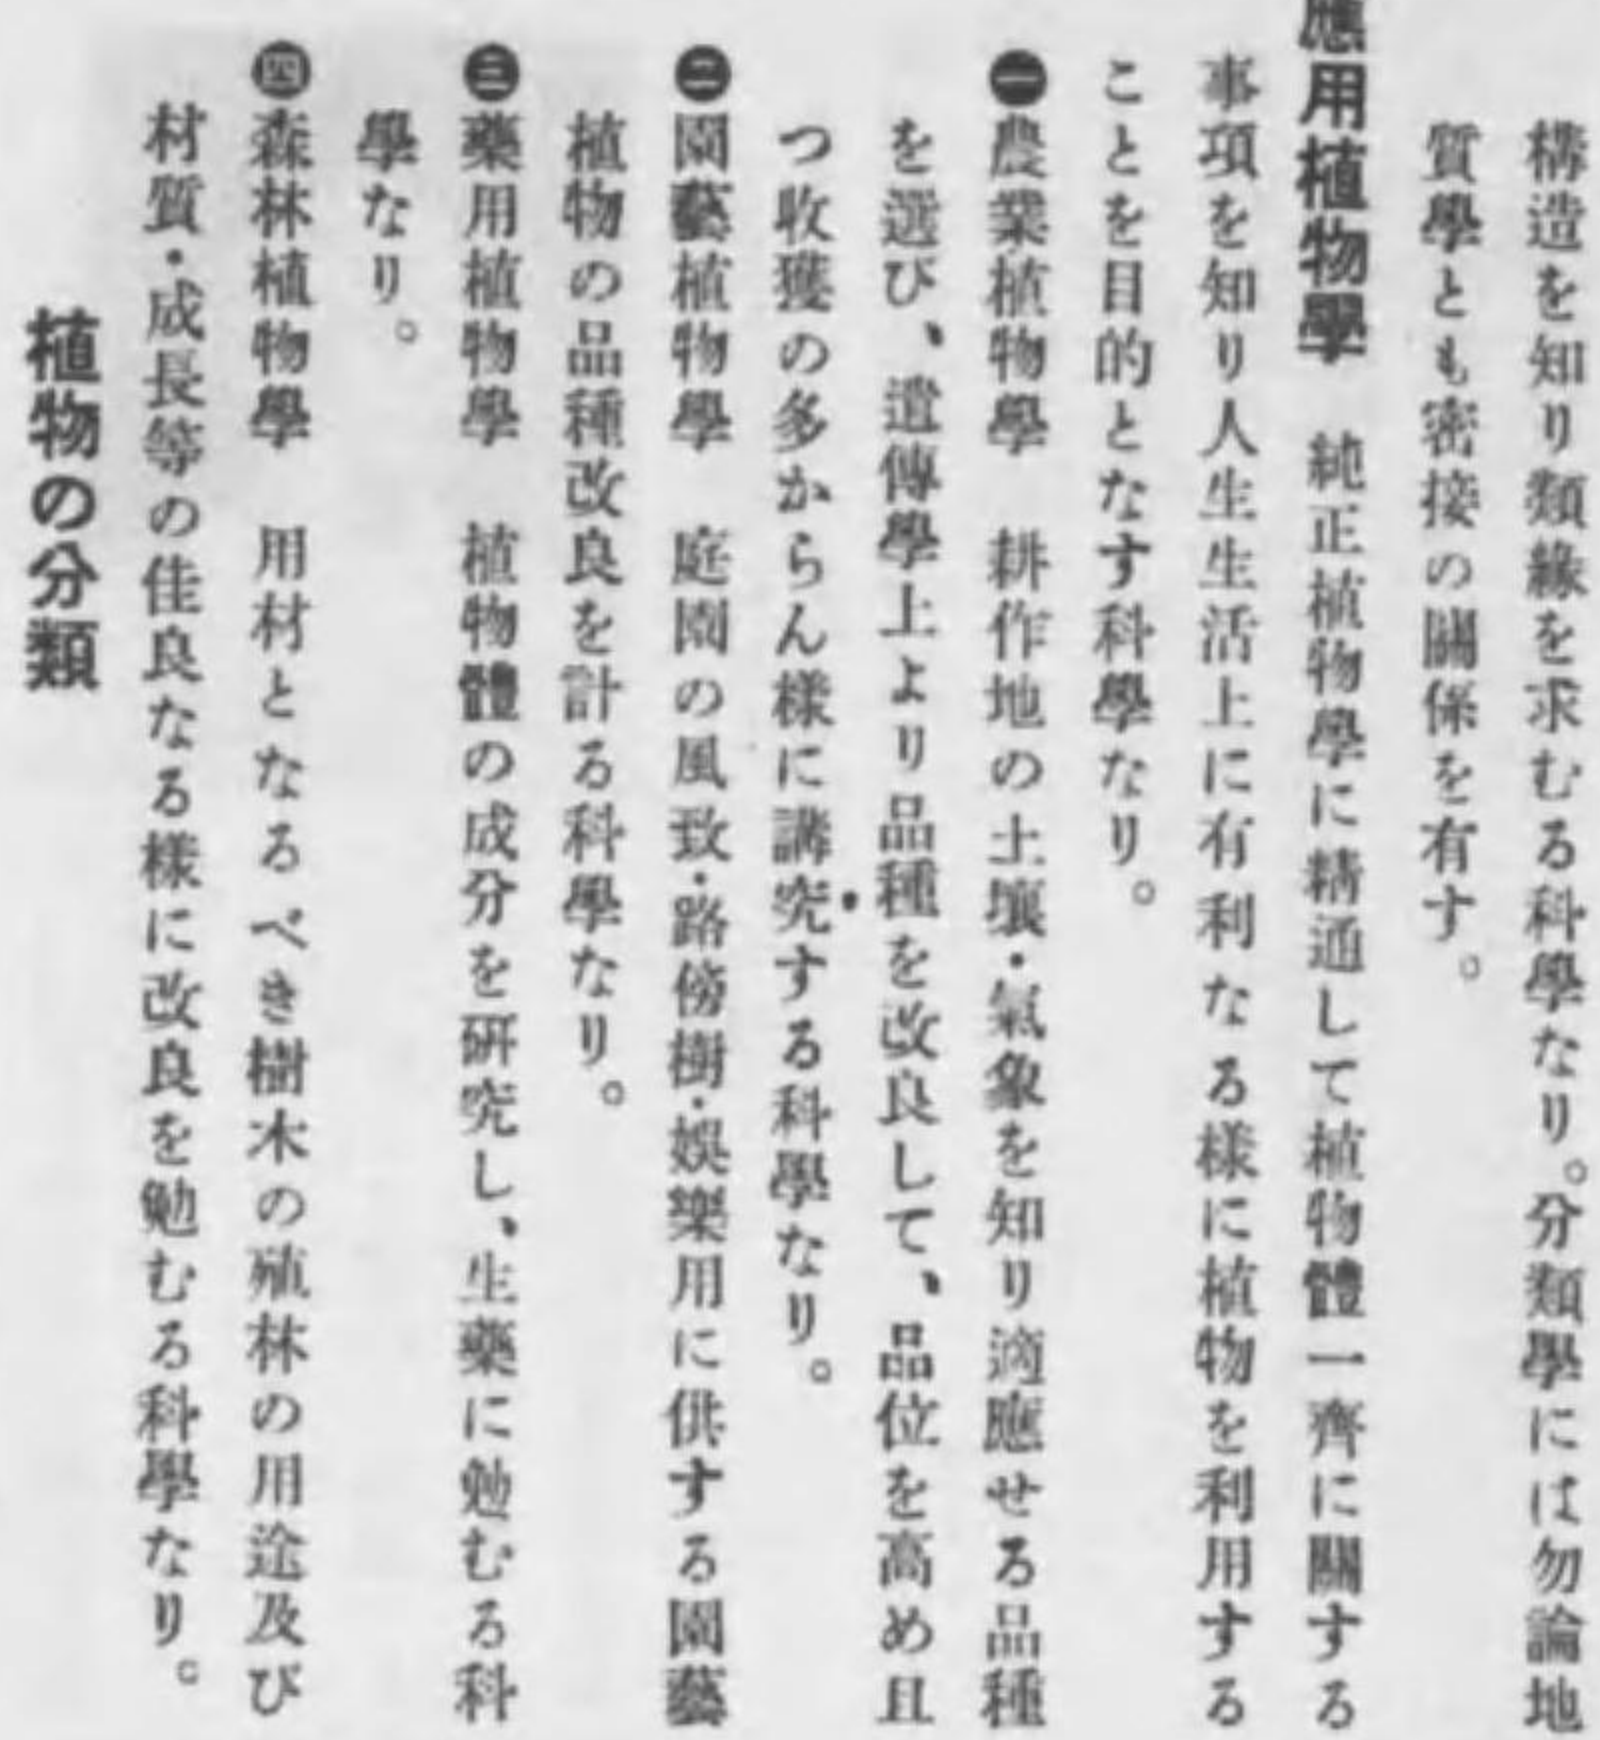 構造を知り類緣を求むる科學なり。分類學には勿論地
質學とも密接の關係を有す。
應用植物學　純正植物學に精通して植物體一齊に關する
事項を知り人生生活上に有利なる樣に植物を利用する
ことを目的となす科學なり。
㊀農業植物學　耕作地の土壤・氣象を知り適應せる品種
を選び、遺傳學上より品種を改良して、品位を高め且
つ收獲の多からん樣に講究する科學なり。
㊁園藝植物學　庭園の風致・路傍樹・娛樂用に供する園藝
植物の品種改良を計る科學なり。
㊂藥用植物學　植物體の成分を硏究し、生藥に勉むる科
學なり。
㊃森林植物學　用材となるべき樹木の殖林の用途及び
材質・成長等の佳良なる樣に改良を勉むる科學なり。
植物の分類